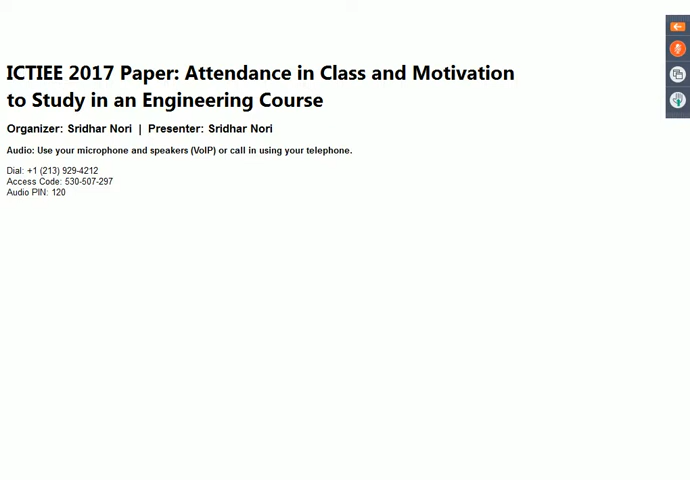 ICTIEE 2017 Paper: Attendance in Class and Motivation
to Study in an Engineering Course
Organizer: Sridhar Nori | Presenter: Sridhar Nori
Audio: Use your microphone and speakers (VoIP) or call in using your telephone.
Dial: +1 (213) 929-4212
Access Code: 530-507-297
Audio PIN: 120